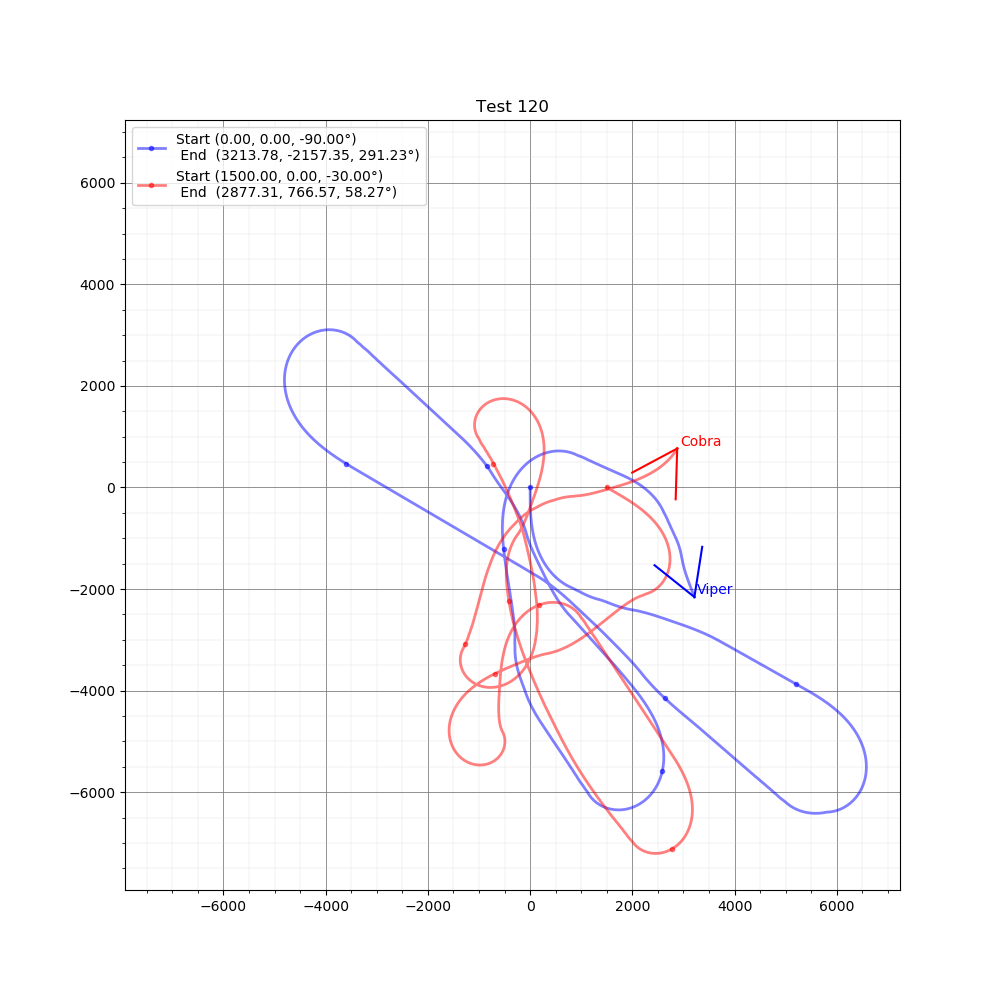 Test 120
Start (0.00, 0.00, -90.00°)
End (3213.78, -2157.35, 291.23°)
Start (1500.00, 0.00, -30.00°)
End (2877.31, 766.57, 58.27°)
6000
4000
2000
0
−2000
−4000
−6000
Cobra
Viper
−6000 −4000 −2000 0 2000 4000 6000